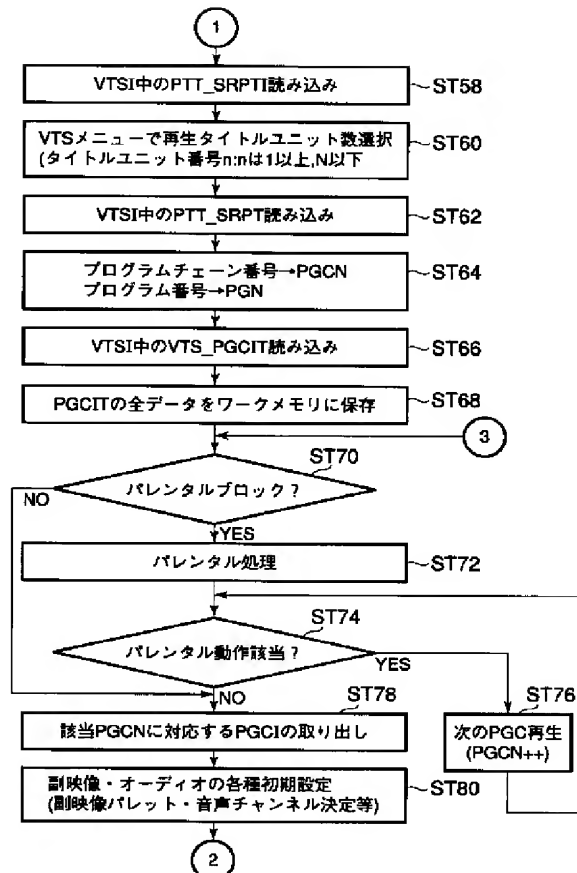 1
VTSI中のPTT_SRPTI読み込み
ST58
VTSメニューで再生タイトルユニット数選択
(タイトルユニット番号n:nは1以上,N以下
ST60
VTSI中のPTT_SRPT読み込み
ST62
プログラムチェーン番号→PGCN
プログラム番号→PGN
ST64
VTSI中のVTS_PGCIT読み込み
ST66
PGCITの全データをワークメモリに保存
ST68
3
ST70
パレンタルブロック？
NO
YES
パレンタル処理
ST72
ST74
パレンタル動作該当？
YES
NO
ST78
ST76
該当PGCNに対応するPGCIの取り出し
次のPGC再生
(PGCN++)
副映像・オーディオの各種初期設定
(副映像パレット・音声チャンネル決定等)
ST80
2